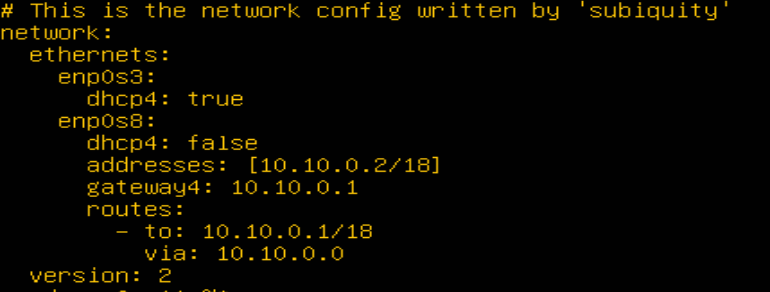 # This is the network config written by 'subiquity'
network:
  ethernets:
    enp0s3:
      dhcp4: true
    enp0s8:
      dhcp4: false
      addresses: [10.10.0.2/18]
      gateway4: 10.10.0.1
      routes:
        - to: 10.10.0.1/18
          via: 10.10.0.0
  version: 2